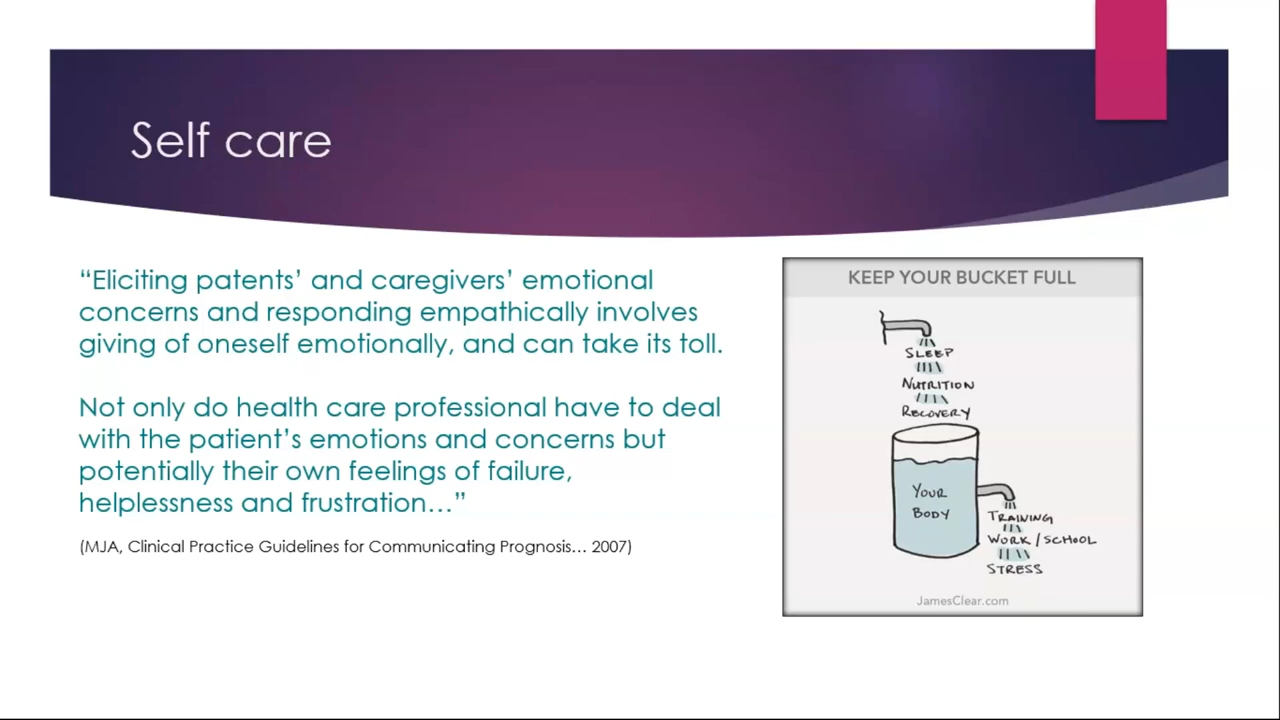 Self care
“Eliciting patents’ and caregivers’ emotional
concerns and responding empathically involves
giving of oneself emotionally, and can take its toll.
Not only do health care professional have to deal
with the patient’s emotions and concerns but
potentially their own feelings of failure,
helplessness and frustration…”
(MJA, Clinical Practice Guidelines for Communicating Prognosis… 2007)
KEEP YOUR BUCKET FULL
SLEEP
NUTRITION
RECOVERY
YOUR
BODY
TRAINING
WORK / SCHOOL
STRESS
JamesClear.com